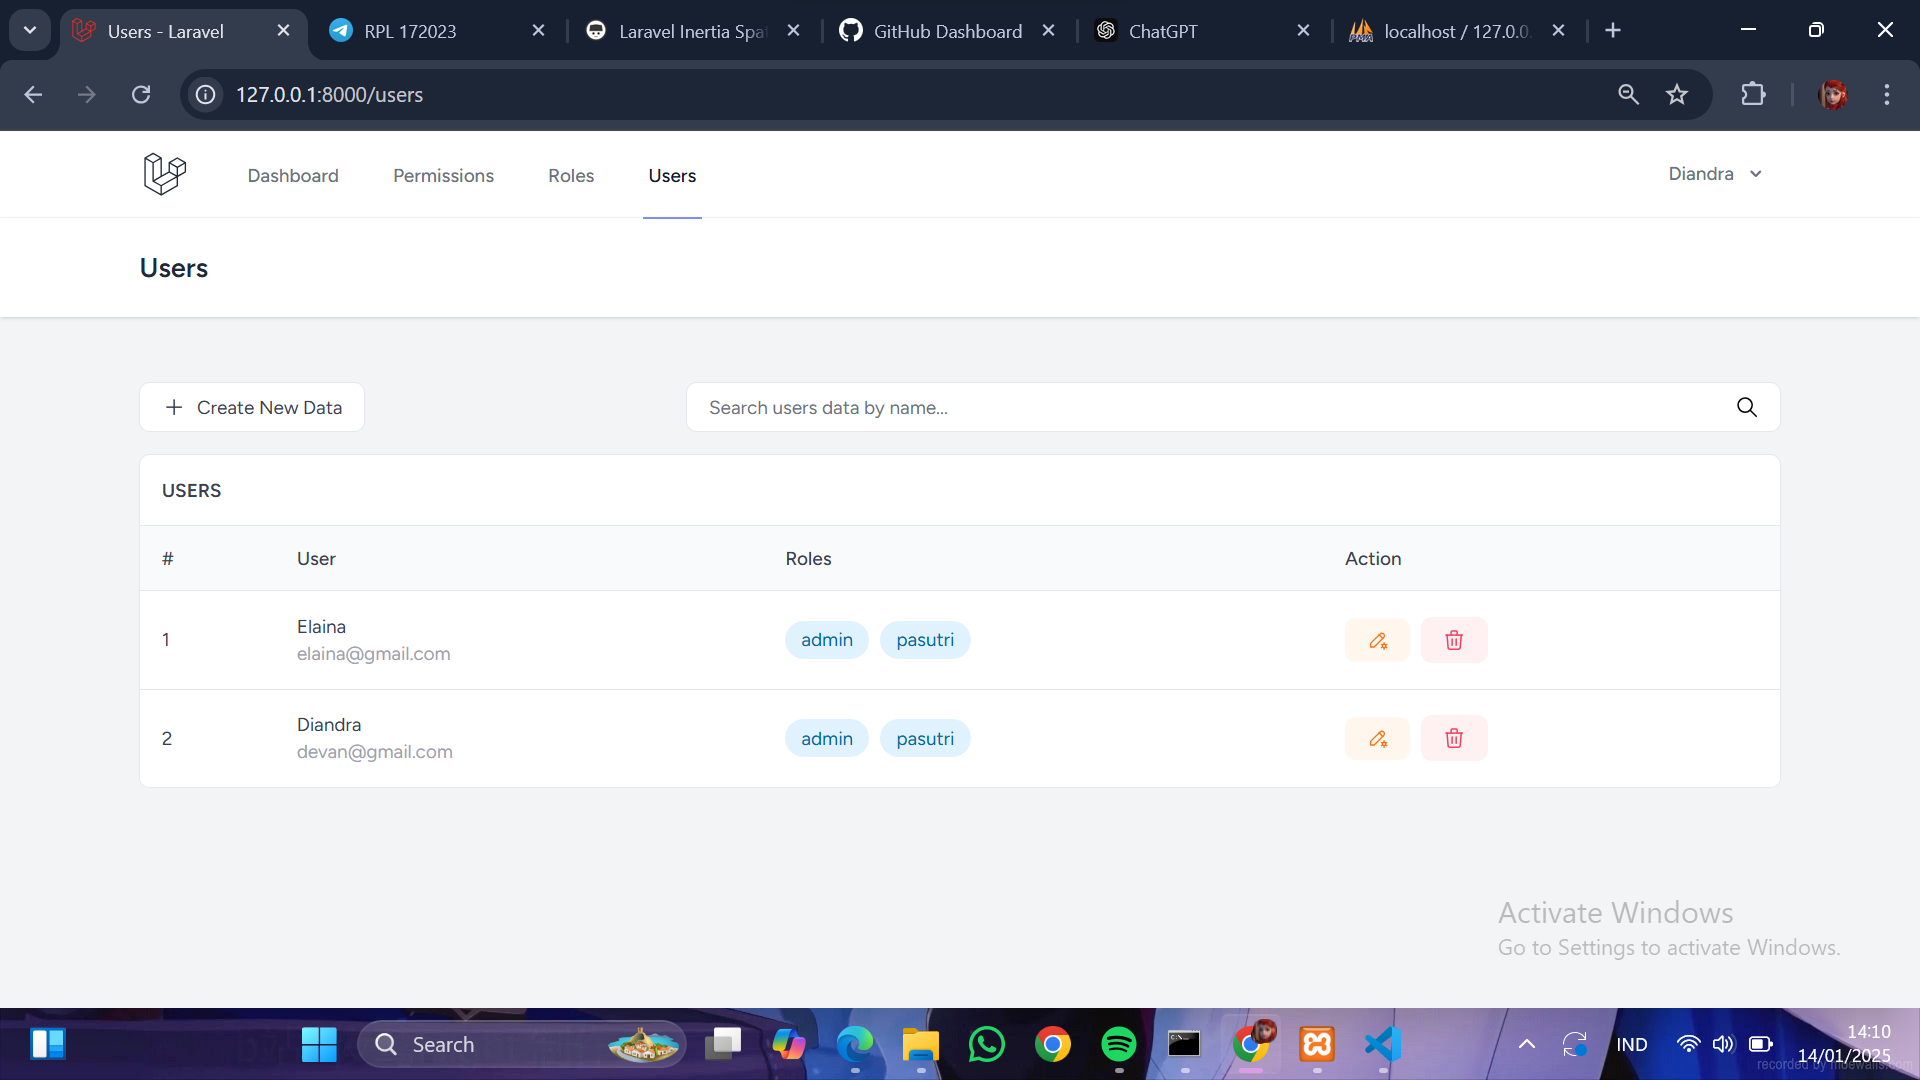 Users - Laravel
RPL 172023
Laravel Inertia Spa
GitHub Dashboard
ChatGPT
localhost / 127.0.0.
127.0.0.1:8000/users
Dashboard Permissions Roles Users Diandra
Users
Create New Data
Search users data by name...
USERS
# User Roles Action
1 Elaina admin pasutri
elaina@gmail.com
2 Diandra admin pasutri
devan@gmail.com
Activate Windows
Go to Settings to activate Windows.
Search
IND
14:10
14/01/2025